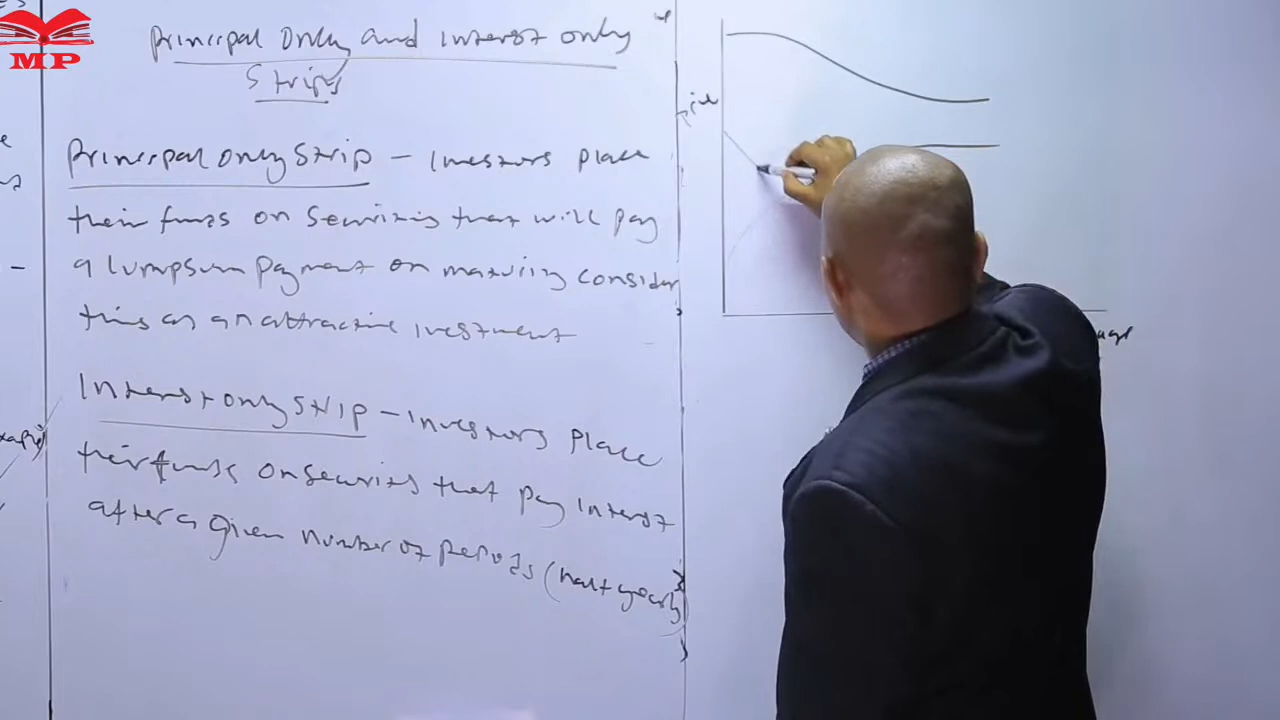 MP
Principal Only and Interest only
Strips
Principal Only Strip - Investors Place
their funds on Securities that will pay
a lumpsum payment on maturity consider
this as an attractive investment
Interest only Strip - Investors Place
their funds on securities that pay interest
after a given number of periods (half yearly)